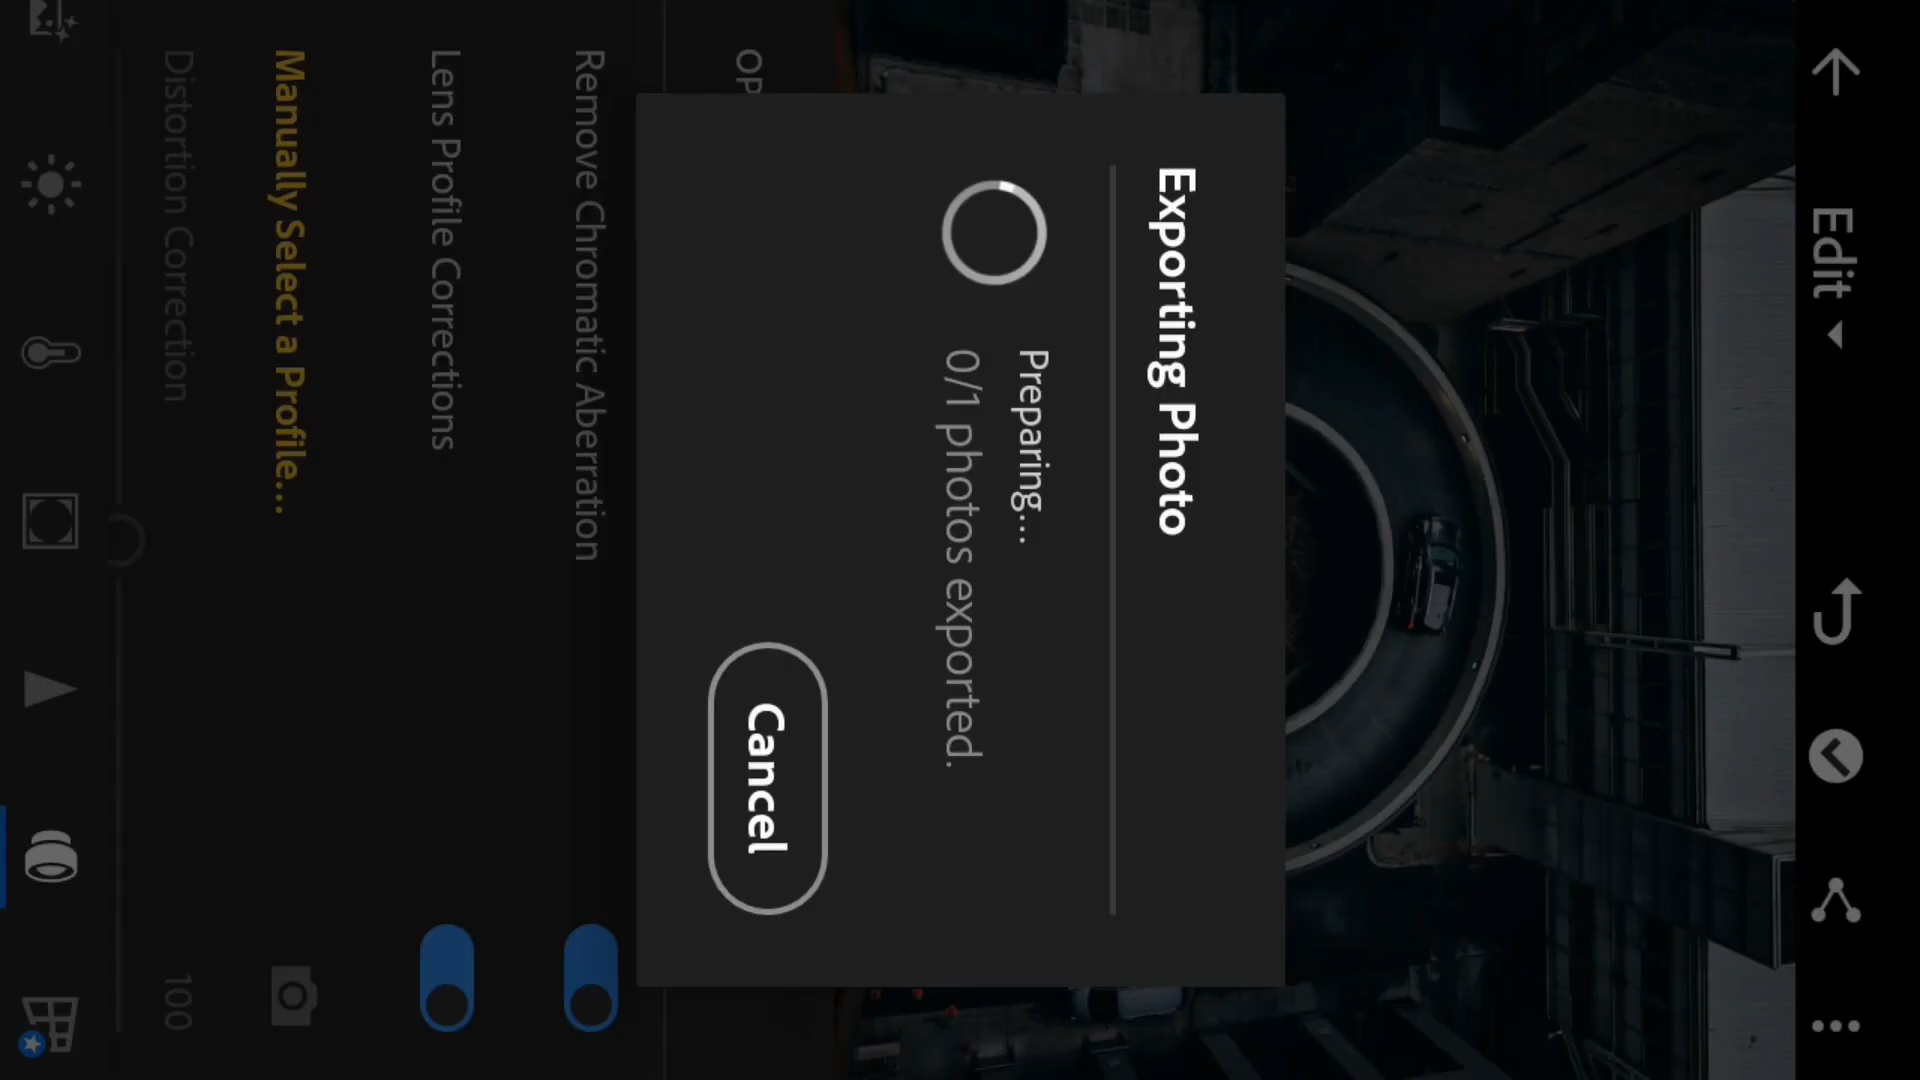 Edit
Exporting Photo
Preparing...
0/1 photos exported.
Cancel
OP
Remove Chromatic Aberration
Lens Profile Corrections
Manually Select a Profile...
Distortion Correction
100